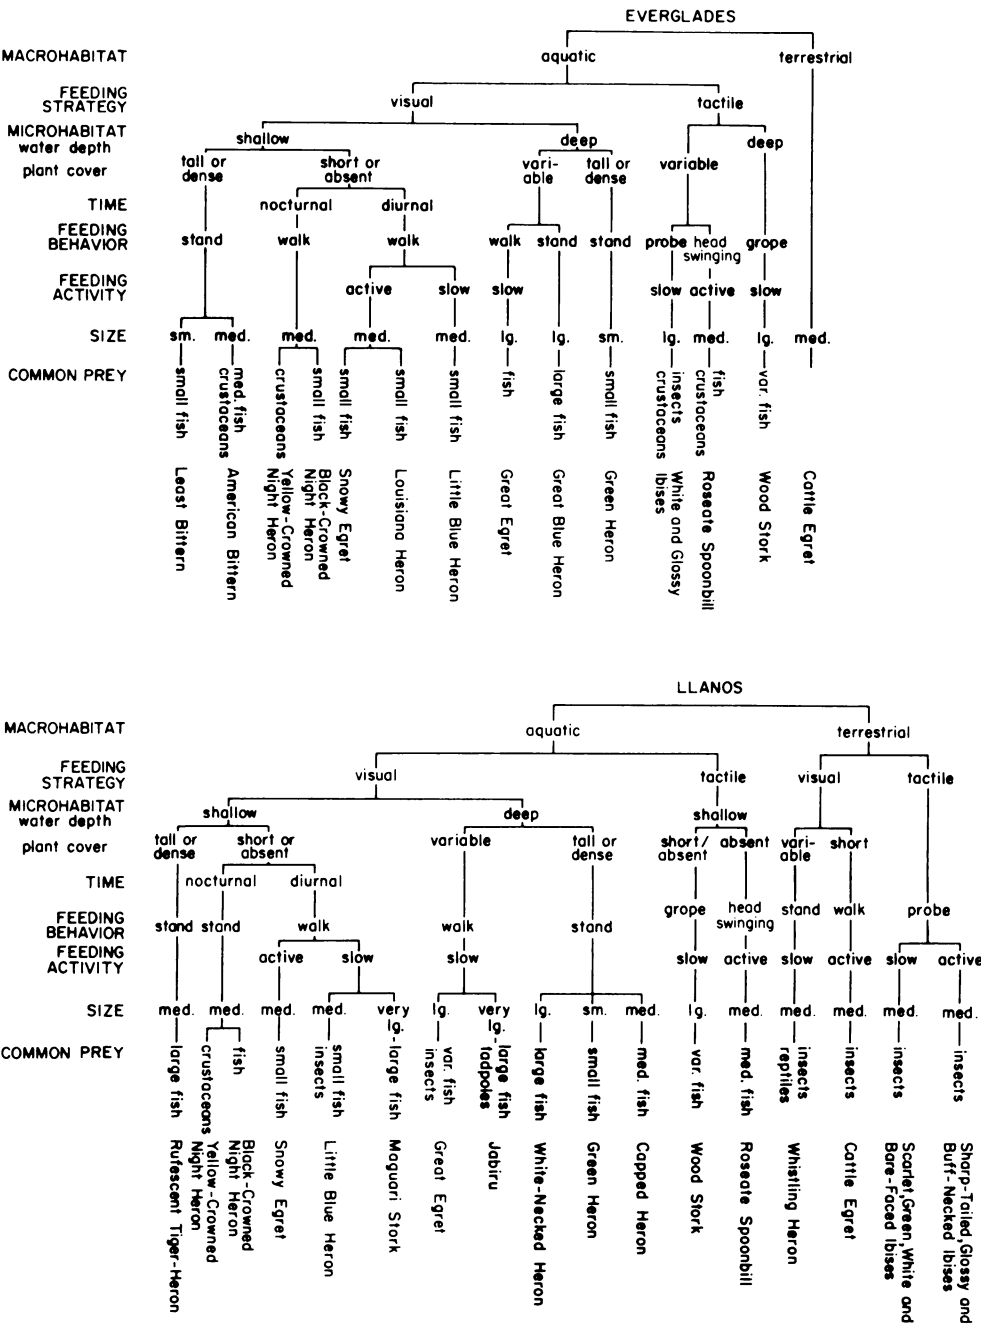 EVERGLADES
MACROHABITAT aquatic terrestrial
FEEDING STRATEGY visual tactile
MICROHABITAT
water depth shallow deep deep
plant cover tall or dense short or absent vari- able tall or dense variable
TIME nocturnal diurnal
FEEDING BEHAVIOR stand walk walk walk stand stand probe head swinging grope
FEEDING ACTIVITY active slow slow slow active slow
SIZE sm. med. med. med. med. lg. lg. sm. lg. med. lg. med.
COMMON PREY
small fish
med. fish
crustaceans
crustaceans
small fish
small fish
small fish
small fish
fish
large fish
small fish
insects
crustaceans
fish
crustaceans
var. fish
Least Bittern
American Bittern
Yellow-Crowned
Night Heron
Black-Crowned
Night Heron
Snowy Egret
Louisiana Heron
Little Blue Heron
Great Egret
Great Blue Heron
Green Heron
White and Glossy
Ibises
Roseate Spoonbill
Wood Stork
Cattle Egret
LLANOS
MACROHABITAT aquatic terrestrial
FEEDING STRATEGY visual tactile visual tactile
MICROHABITAT
water depth shallow deep shallow
plant cover tall or dense short or absent variable tall or dense short/ absent absent vari- able short
TIME nocturnal diurnal
FEEDING BEHAVIOR stand stand walk walk stand grope head swinging stand walk probe
FEEDING ACTIVITY active slow slow slow active slow active slow active
SIZE med. med. med. med. very lg. lg. very lg. lg. sm. med. lg. med. med. med. med. med.
COMMON PREY
large fish
crustaceans
fish
small fish
small fish
insects
large fish
var. fish
insects
large fish
tadpoles
large fish
small fish
med. fish
var. fish
med. fish
insects
reptiles
insects
insects
insects
Rufescent Tiger-Heron
Yellow-Crowned
Night Heron
Black-Crowned
Night Heron
Snowy Egret
Little Blue Heron
Maguari Stork
Great Egret
Jabiru
White-Necked Heron
Green Heron
Capped Heron
Wood Stork
Roseate Spoonbill
Whistling Heron
Cattle Egret
Scarlet, Green, White and
Bare-Faced Ibises
Sharp-Tailed, Glossy and
Buff-Necked Ibises